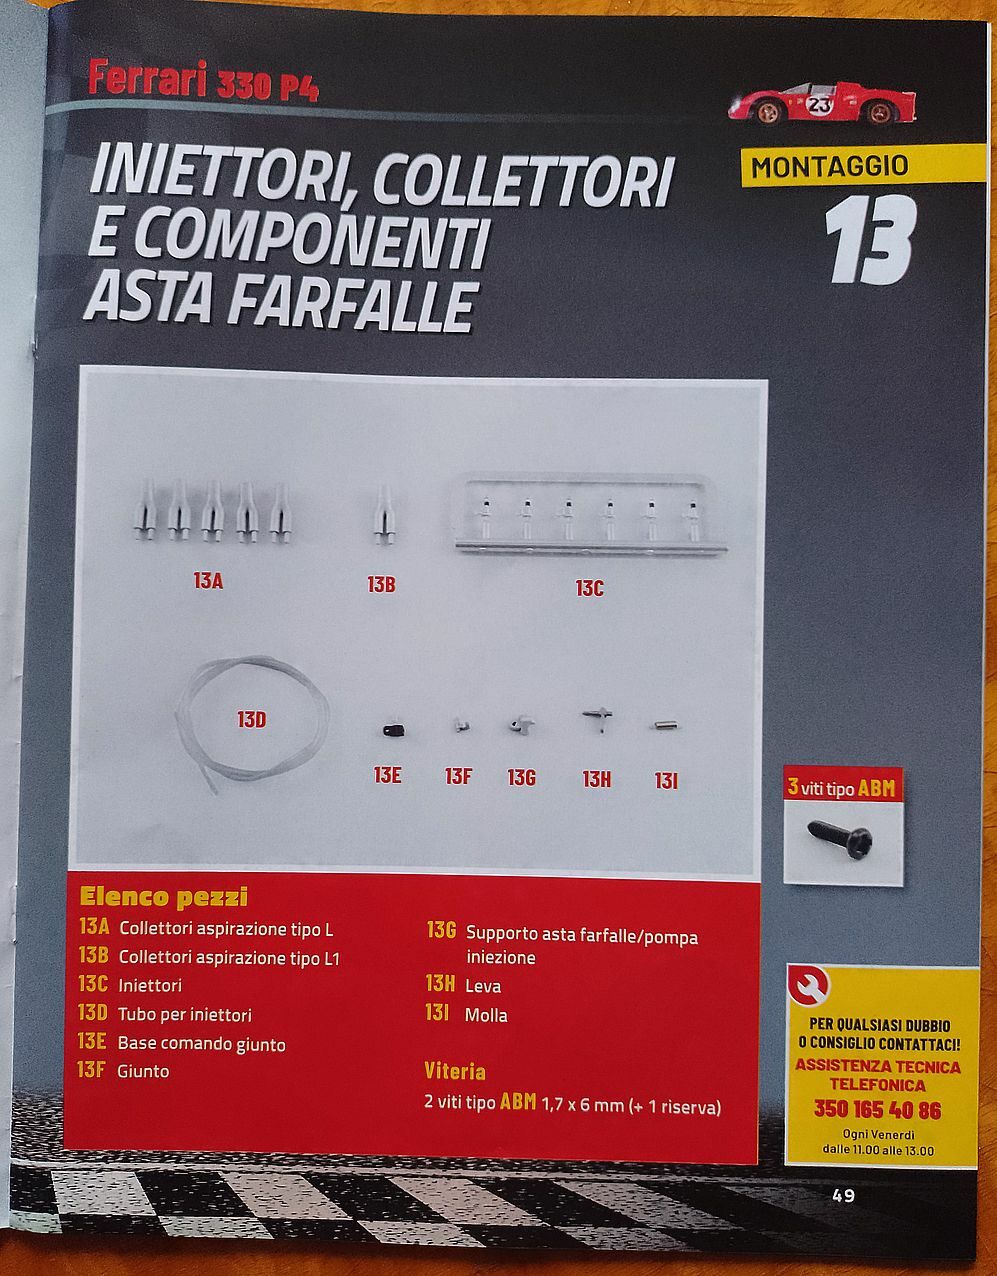 Ferrari 330 P4
23
INIETTORI, COLLETTORI
E COMPONENTI
ASTA FARFALLE
MONTAGGIO
13
13A
13B
13C
13D
13E
13F
13G
13H
13I
3 viti tipo ABM
Elenco pezzi
13A Collettori aspirazione tipo L
13B Collettori aspirazione tipo L1
13C Iniettori
13D Tubo per iniettori
13E Base comando giunto
13F Giunto
13G Supporto asta farfalle/pompa
iniezione
13H Leva
13I Molla
Viteria
2 viti tipo ABM 1,7 x 6 mm (+ 1 riserva)
PER QUALSIASI DUBBIO
O CONSIGLIO CONTATTACI!
ASSISTENZA TECNICA
TELEFONICA
350 165 40 86
Ogni Venerdì
dalle 11.00 alle 13.00
49